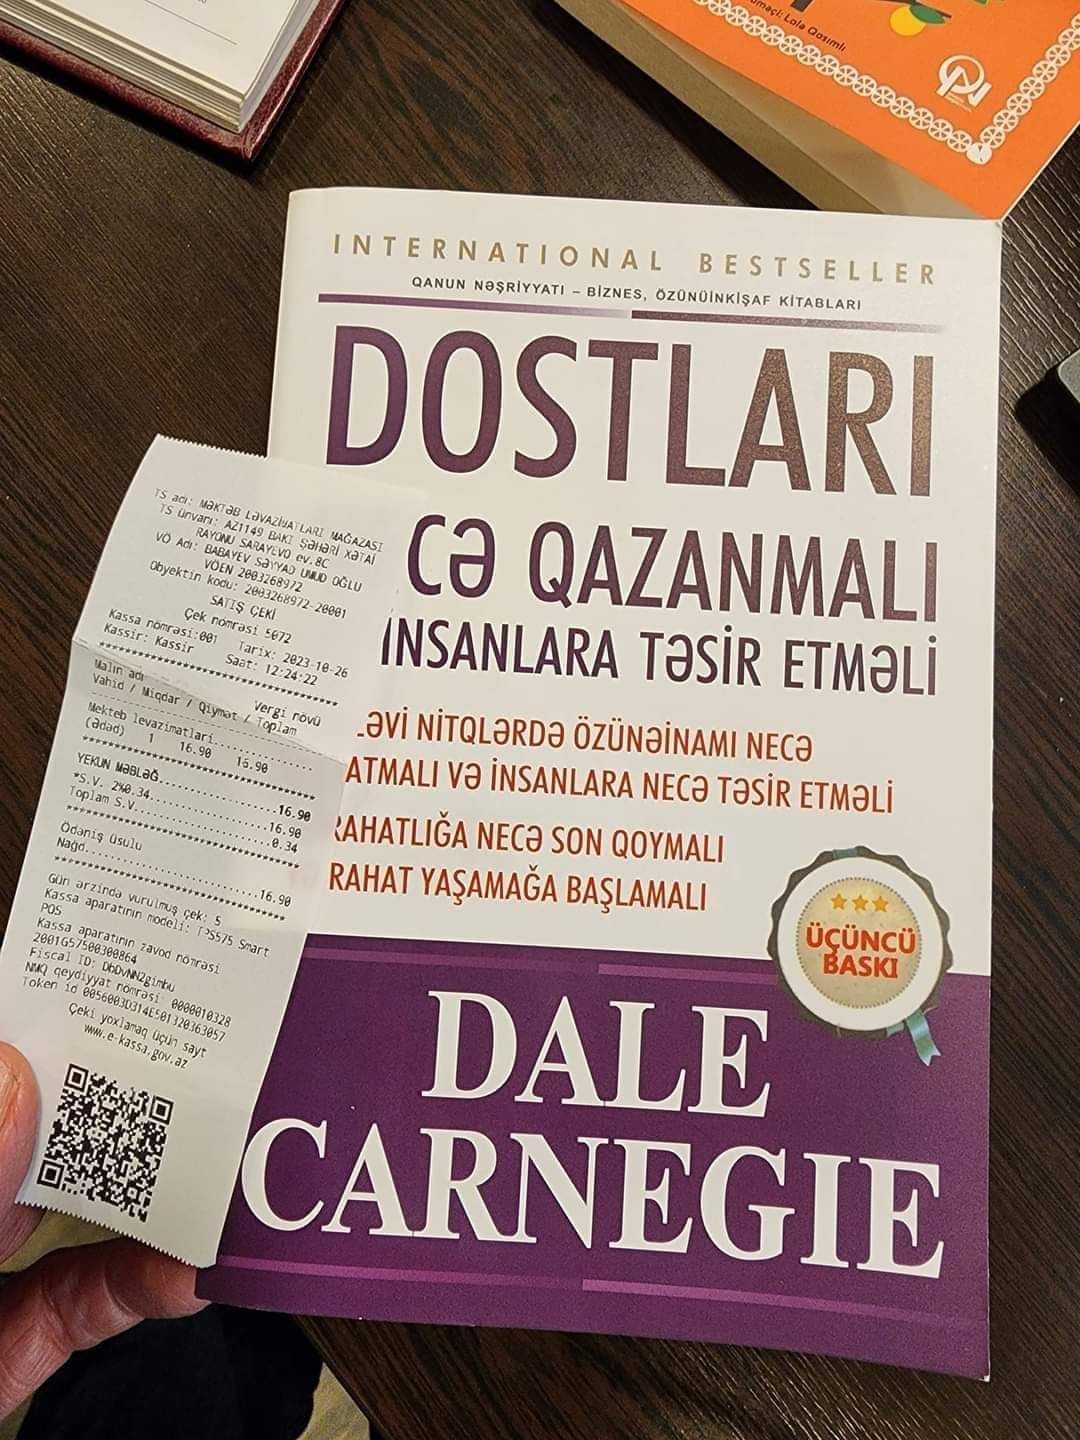 Lalə Qasımlı
INTERNATIONAL BESTSELLER
QANUN NƏŞRİYYATI – BİZNES, ÖZÜNÜİNKİŞAF KİTABLARI
DOSTLARI
CƏ QAZANMALI
İNSANLARA TƏSİR ETMƏLİ
ƏVİ NİTQLƏRDƏ ÖZÜNƏİNAMI NECƏ
ATMALI VƏ İNSANLARA NECƏ TƏSİR ETMƏLİ
RAHATLIĞA NECƏ SON QOYMALI
RAHAT YAŞAMAĞA BAŞLAMALI
ÜÇÜNCÜ
BASKI
DALE
CARNEGIE
TS adı: MƏKTƏB LƏVAZİMATLARI MAĞAZASI
TS ünvanı: AZ1149 BAKI ŞƏHƏRİ XƏTAİ
RAYONU SARAYEVO ev.8C
VÖ Adı: BABAYEV SƏYYAD UMUD OĞLU
VÖEN 2003268972
Obyektin kodu: 2003268972-20001
SATIŞ ÇEKİ
Çek nömrəsi 5072
Kassa nömrəsi:001 Tarix: 2023-10-26
Kassir: Kassir Saat: 12:24:22
****************************************
Malın adı Vergi növü
Vahid / Miqdar / Qiymət / Toplam
Mekteb levazimatlari..............
(Ədəd) 1 16.90 16.90
****************************************
YEKUN MƏBLƏĞ....................16.90
*S.V. 2%0.34....................16.90
Toplam S.V......................0.34
****************************************
Ödəniş üsulu
Nağd............................16.90
****************************************
Gün ərzində vurulmuş çek: 5
Kassa aparatının modeli: TPS575 Smart
POS
Kassa aparatının zavod nömrəsi
2001G57500300864
Fiscal ID: DbDvNN2gimbu
NMQ qeydiyyat nömrəsi 0000010328
Token id 0056003D314E501320363057
Çeki yoxlamaq üçün sayt
www.e-kassa.gov.az